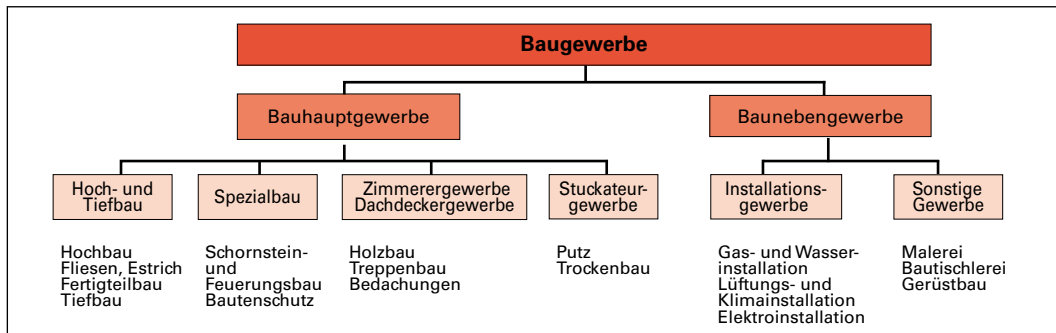 Baugewerbe
Bauhauptgewerbe
Baunebengewerbe
Hoch- und
Tiefbau
Spezialbau
Zimmerergewerbe
Dachdeckergewerbe
Stuckateur-
gewerbe
Installations-
gewerbe
Sonstige
Gewerbe
Hochbau
Fliesen, Estrich
Fertigteilbau
Tiefbau
Schornstein-
und
Feuerungsbau
Bautenschutz
Holzbau
Treppenbau
Bedachungen
Putz
Trockenbau
Gas- und Wasser-
installation
Lüftungs- und
Klimainstallation
Elektroinstallation
Malerei
Bautischlerei
Gerüstbau